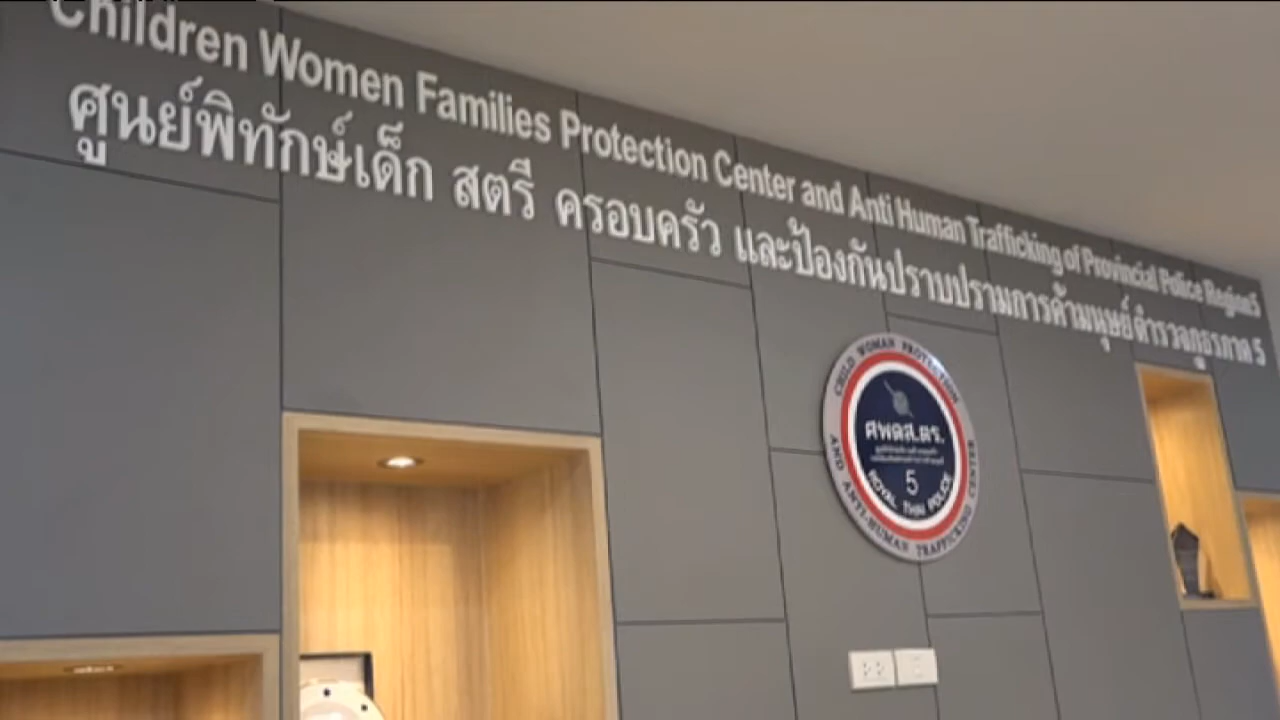 Children Women Families Protection Center and Anti Human Trafficking of Provincial Police Region5
ศูนย์พิทักษ์เด็ก สตรี ครอบครัว และป้องกันปราบปรามการค้ามนุษย์ ตำรวจภูธรภาค 5
CHILD WOMAN PROTECTION
AND ANTI-HUMAN TRAFFICKING CENTER
ศพดส.ตร.
5
ROYAL THAI POLICE